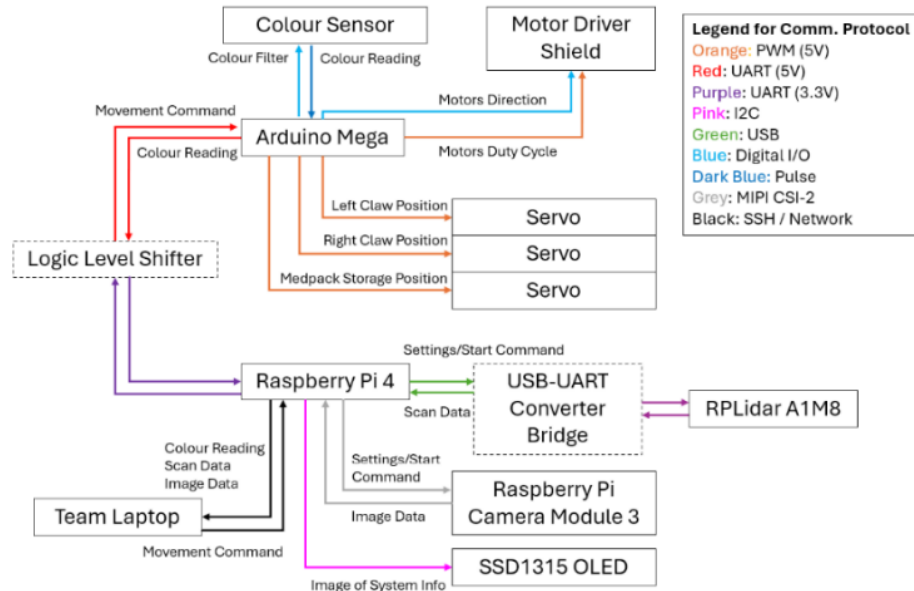 Colour Sensor
Motor Driver
Shield
Legend for Comm. Protocol
Orange: PWM (5V)
Red: UART (5V)
Purple: UART (3.3V)
Pink: I2C
Green: USB
Blue: Digital I/O
Dark Blue: Pulse
Grey: MIPI CSI-2
Black: SSH / Network
Colour Filter
Colour Reading
Motors Direction
Movement Command
Arduino Mega
Colour Reading
Motors Duty Cycle
Left Claw Position
Servo
Right Claw Position
Servo
Medpack Storage Position
Servo
Logic Level Shifter
Settings/Start Command
Raspberry Pi 4
Scan Data
USB-UART
Converter
Bridge
RPLidar A1M8
Colour Reading
Scan Data
Image Data
Settings/Start
Command
Image Data
Raspberry Pi
Camera Module 3
Team Laptop
Movement Command
Image of System Info
SSD1315 OLED